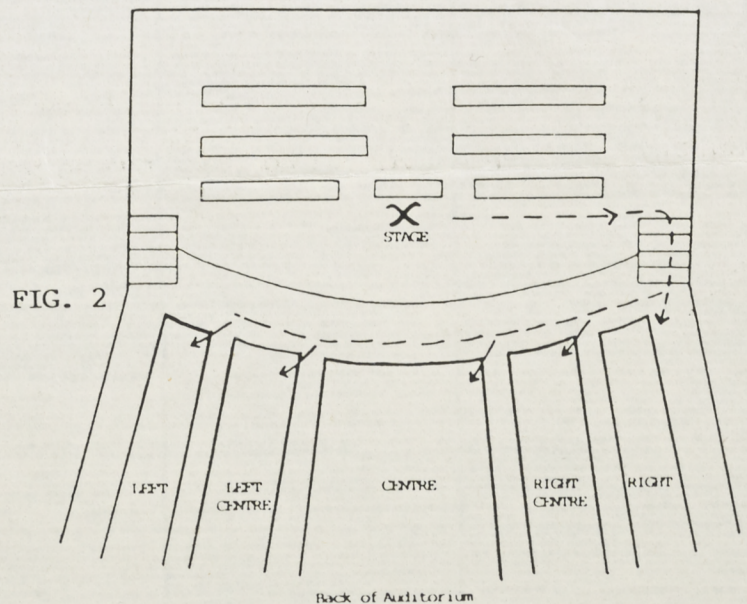 STAGE
FIG. 2
LEFT
LEFT
CENTRE
CENTRE
RIGHT
CENTRE
RIGHT
Back of Auditorium